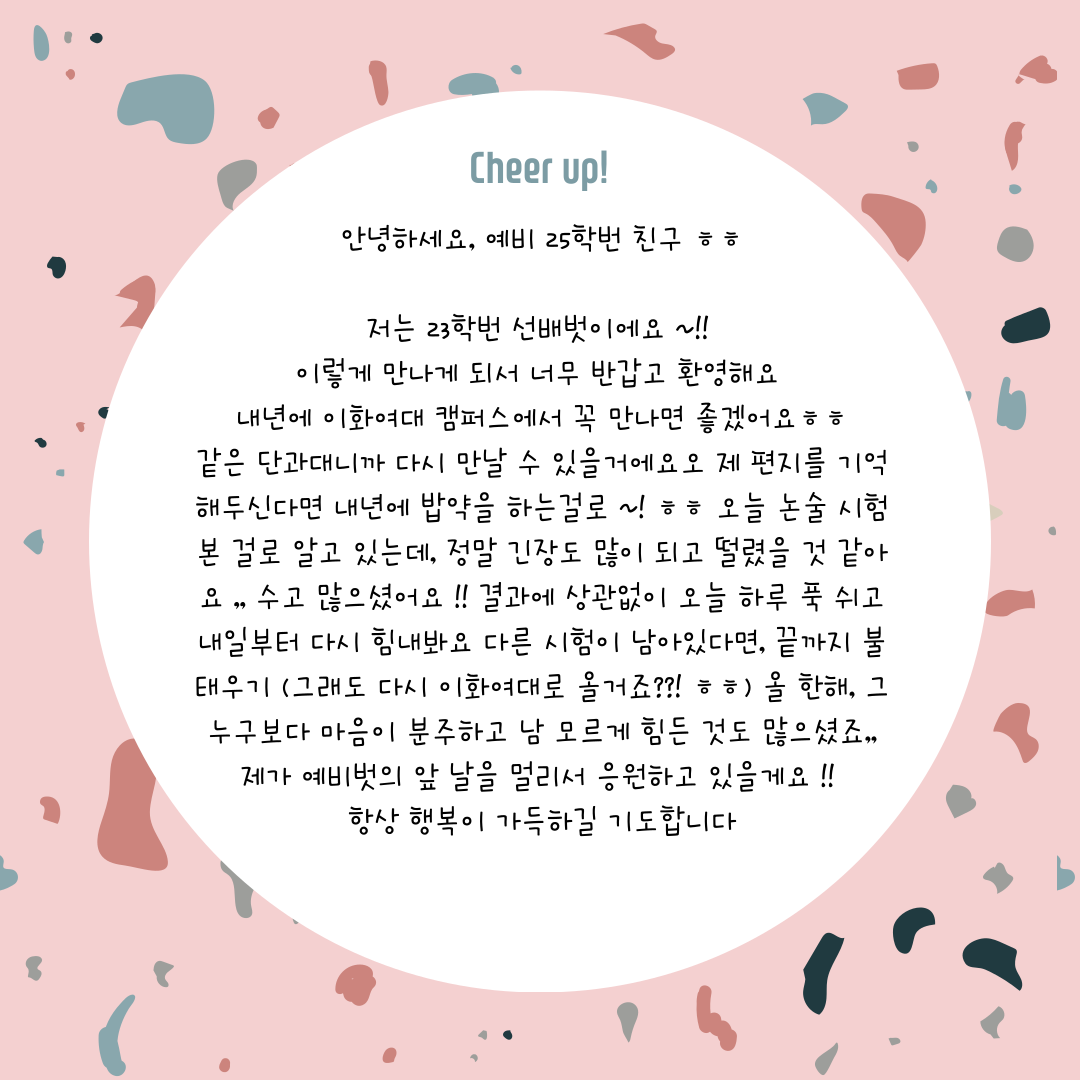 Cheer up!
안녕하세요, 예비 25학번 친구 ㅎㅎ
저는 23학번 선배벗이에요 ~!!
이렇게 만나게 되서 너무 반갑고 환영해요
내년에 이화여대 캠퍼스에서 꼭 만나면 좋겠어요ㅎㅎ
같은 단과대니까 다시 만날 수 있을거에요오 제 편지를 기억
해두신다면 내년에 밥약을 하는걸로 ~! ㅎㅎ 오늘 논술 시험
본 걸로 알고 있는데, 정말 긴장도 많이 되고 떨렸을 것 같아
요 ,, 수고 많으셨어요 !! 결과에 상관없이 오늘 하루 푹 쉬고
내일부터 다시 힘내봐요 다른 시험이 남아있다면, 끝까지 불
태우기 (그래도 다시 이화여대로 올거죠??! ㅎㅎ) 올 한해, 그
누구보다 마음이 분주하고 남 모르게 힘든 것도 많으셨죠,,
제가 예비벗의 앞 날을 멀리서 응원하고 있을게요 !!
항상 행복이 가득하길 기도합니다